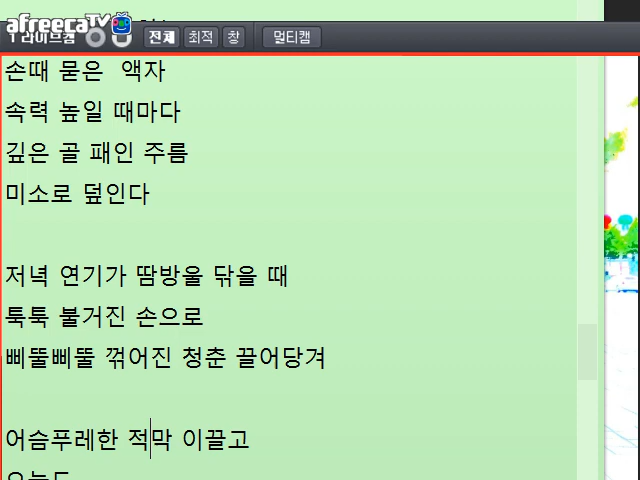 afreecaTV
라이브캠 전체 최적 창 멀티캠
손때 묻은 액자
속력 높일 때마다
깊은 골 패인 주름
미소로 덮인다
저녁 연기가 땀방울 닦을 때
툭툭 불거진 손으로
삐뚤삐뚤 꺾어진 청춘 끌어당겨
어슴푸레한 적막 이끌고